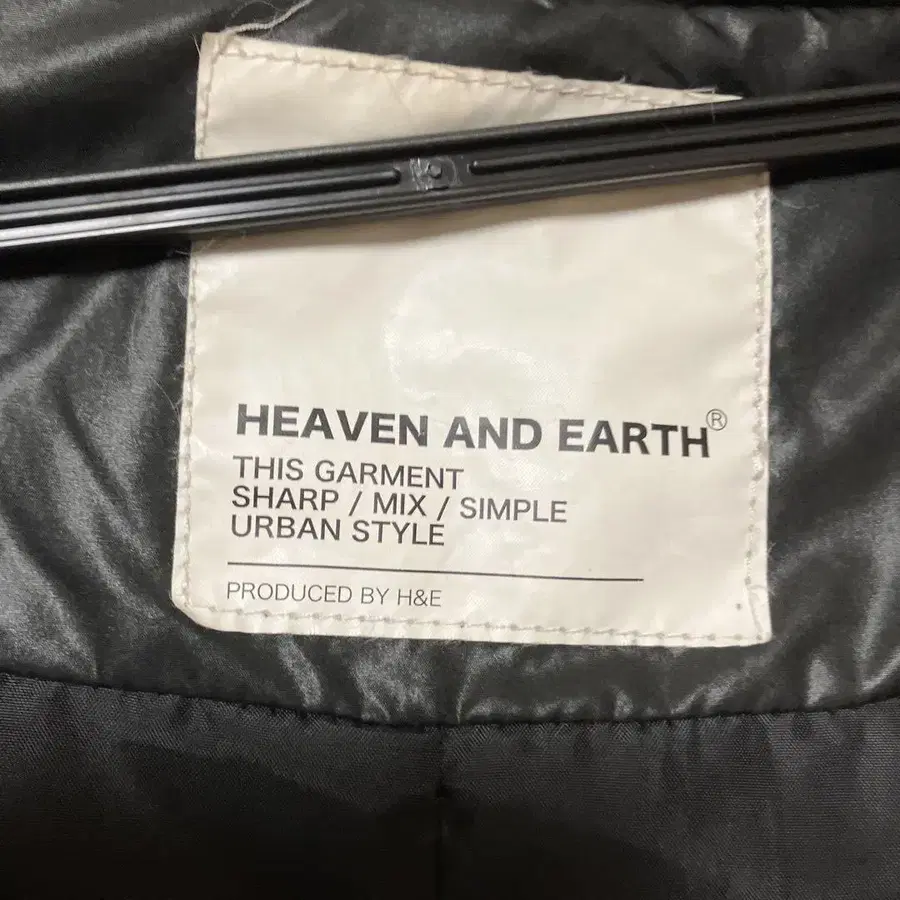 HEAVEN AND EARTH®
THIS GARMENT
SHARP / MIX / SIMPLE
URBAN STYLE
PRODUCED BY H&E